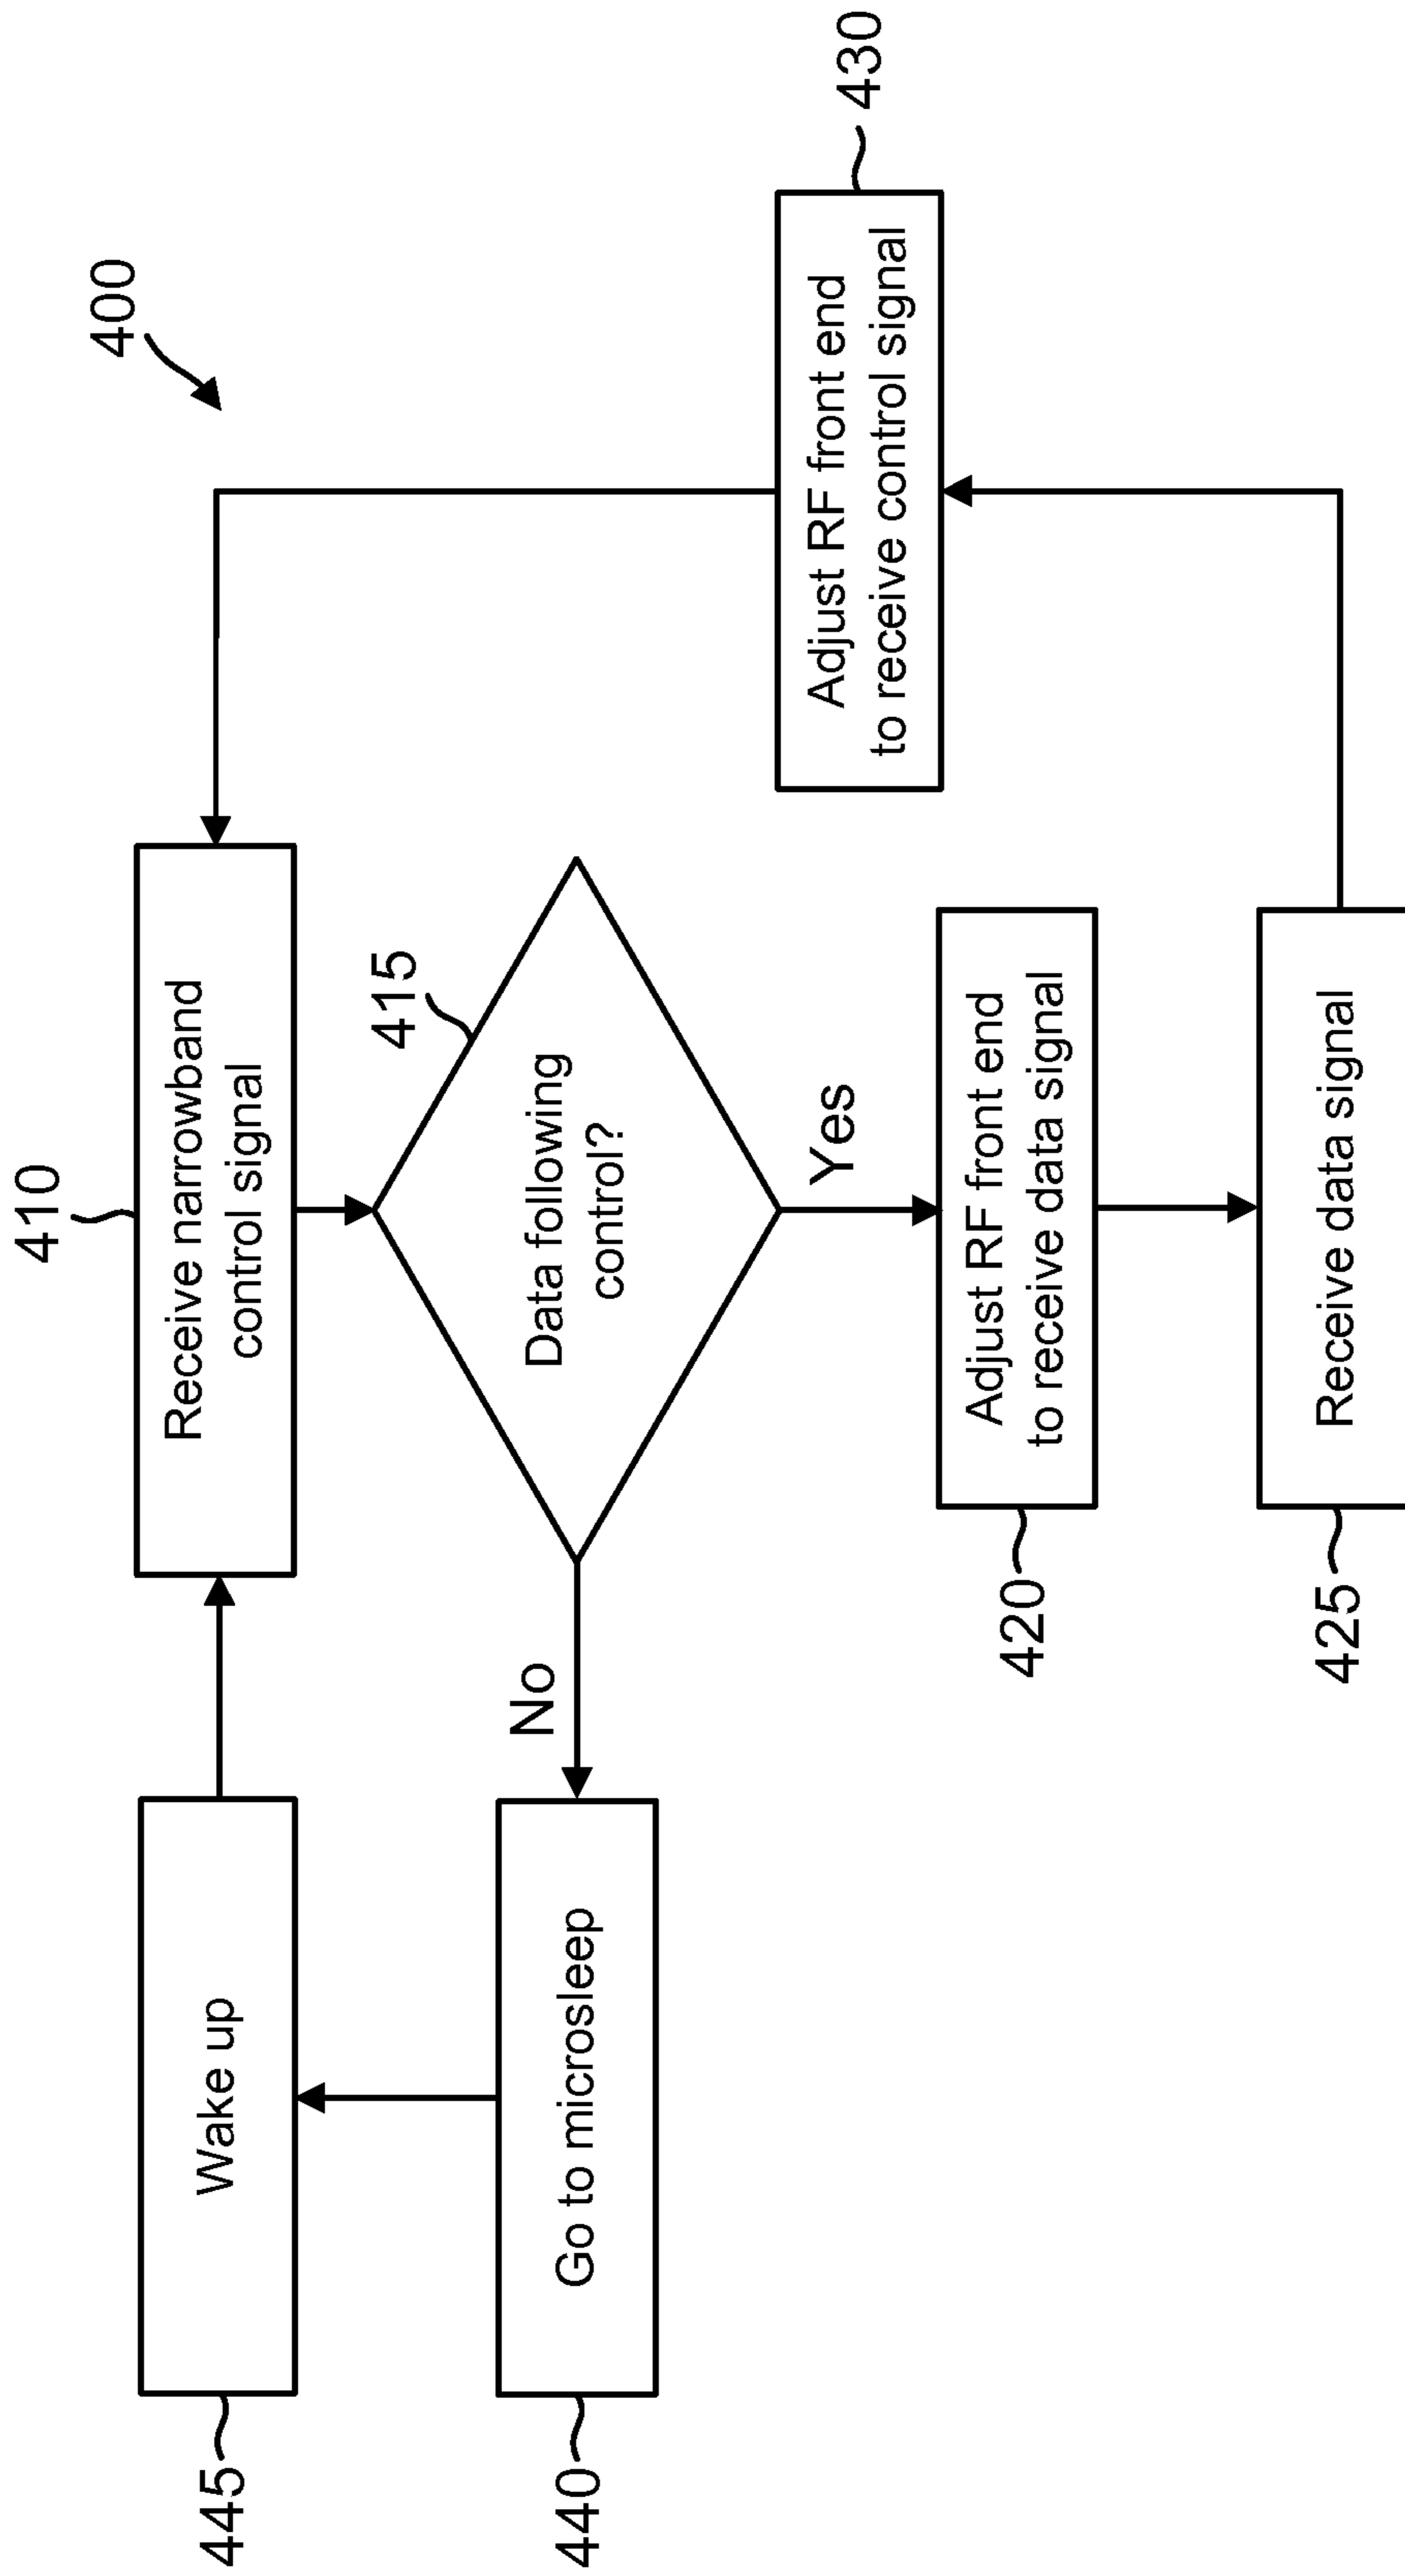 400
410
Receive narrowband
control signal
445
Wake up
415
Data following
control?
No
Yes
440
Go to microsleep
430
Adjust RF front end
to receive control signal
420
Adjust RF front end
to receive data signal
425
Receive data signal